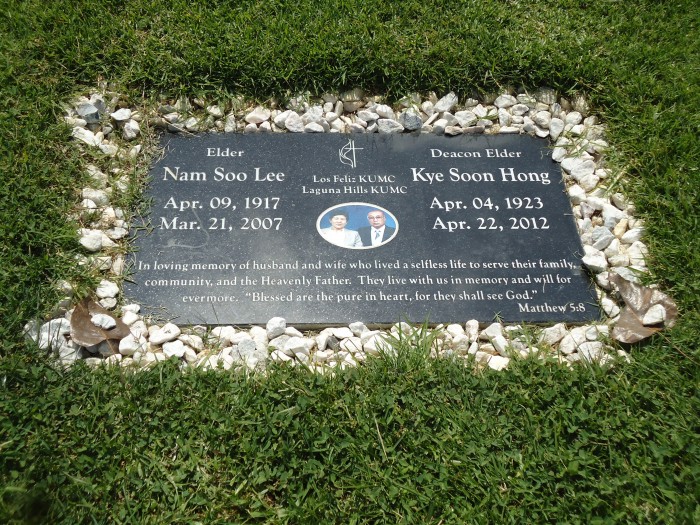 Elder
Nam Soo Lee
Apr. 09, 1917
Mar. 21, 2007
Los Feliz KUMC
Laguna Hills KUMC
Deacon Elder
Kye Soon Hong
Apr. 04, 1923
Apr. 22, 2012
In loving memory of husband and wife who lived a selfless life to serve their family,
community, and the Heavenly Father. They live with us in memory and will for
evermore. "Blessed are the pure in heart, for they shall see God."
Matthew 5:8